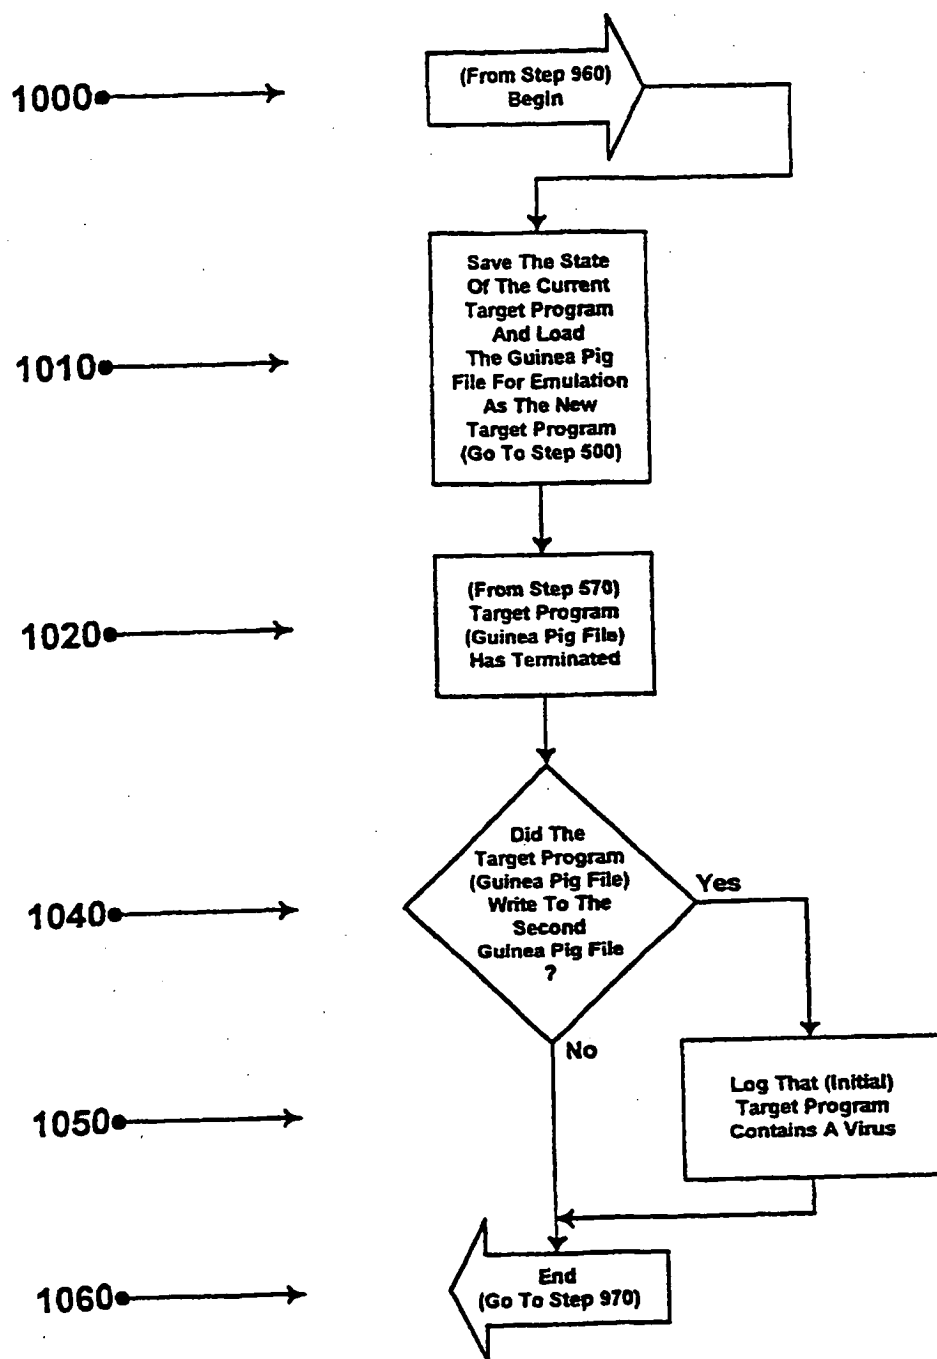 1000
(From Step 960)
Begin
1010
Save The State
Of The Current
Target Program
And Load
The Guinea Pig
File For Emulation
As The New
Target Program
(Go To Step 500)
1020
(From Step 570)
Target Program
(Guinea Pig File)
Has Terminated
1040
Did The
Target Program
(Guinea Pig File)
Write To The
Second
Guinea Pig File
?
Yes
No
1050
Log That (Initial)
Target Program
Contains A Virus
1060
End
(Go To Step 970)